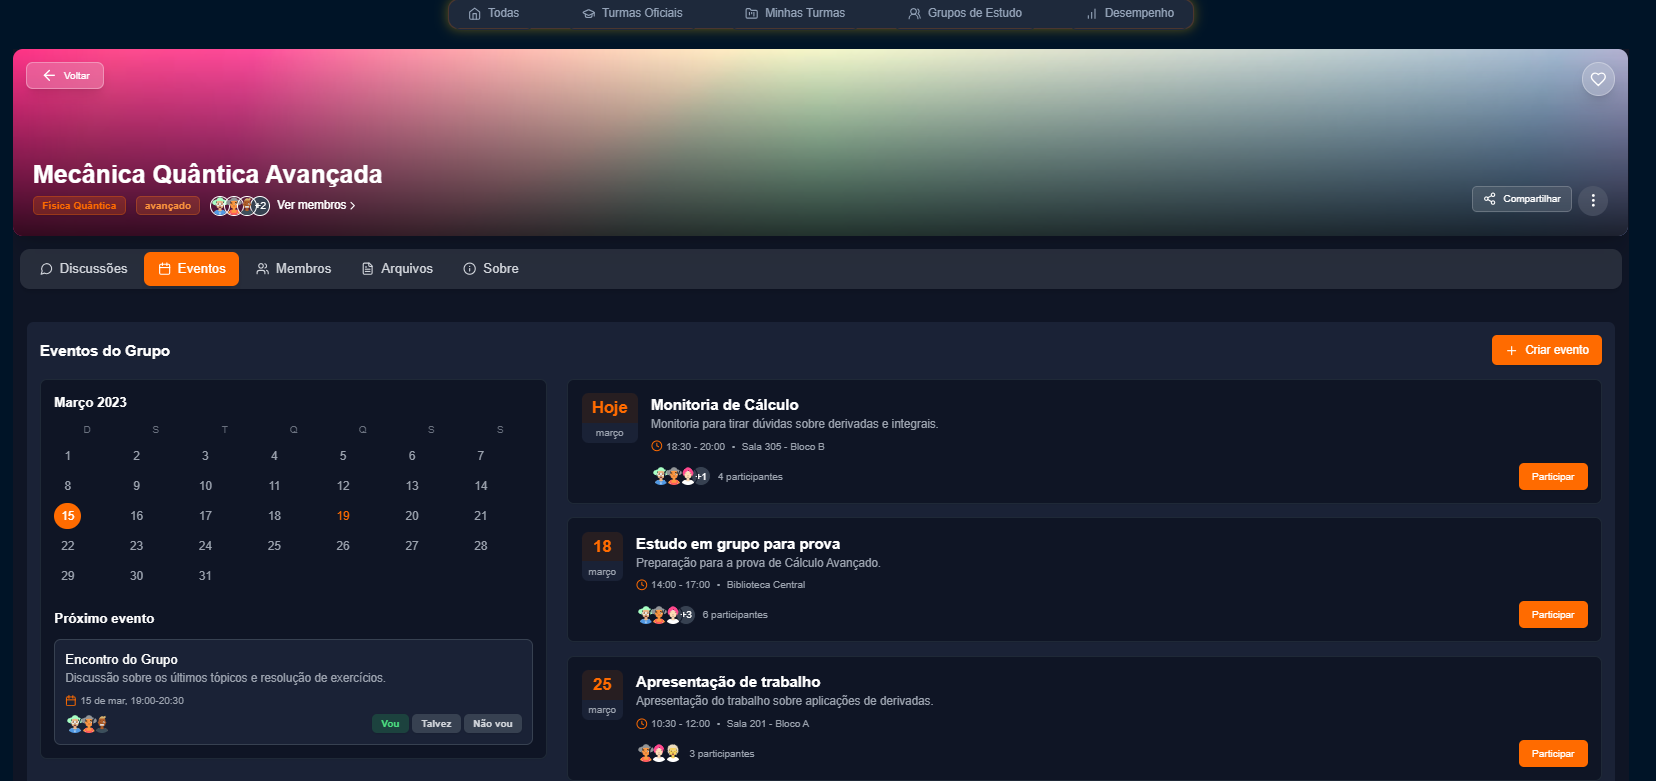 Todas Turmas Oficiais Minhas Turmas Grupos de Estudo Desempenho
Voltar
Mecânica Quântica Avançada
Física Quântica avançado +2 Ver membros
Compartilhar
Discussões Eventos Membros Arquivos Sobre
Eventos do Grupo
Criar evento
Março 2023
D S T Q Q S S
1 2 3 4 5 6 7
8 9 10 11 12 13 14
15 16 17 18 19 20 21
22 23 24 25 26 27 28
29 30 31
Próximo evento
Encontro do Grupo
Discussão sobre os últimos tópicos e resolução de exercícios.
15 de mar, 19:00-20:30
Vou Talvez Não vou
Hoje
março
Monitoria de Cálculo
Monitoria para tirar dúvidas sobre derivadas e integrais.
18:30 - 20:00 • Sala 305 - Bloco B
+1 4 participantes
Participar
18
março
Estudo em grupo para prova
Preparação para a prova de Cálculo Avançado.
14:00 - 17:00 • Biblioteca Central
+3 6 participantes
Participar
25
março
Apresentação de trabalho
Apresentação do trabalho sobre aplicações de derivadas.
10:30 - 12:00 • Sala 201 - Bloco A
3 participantes
Participar